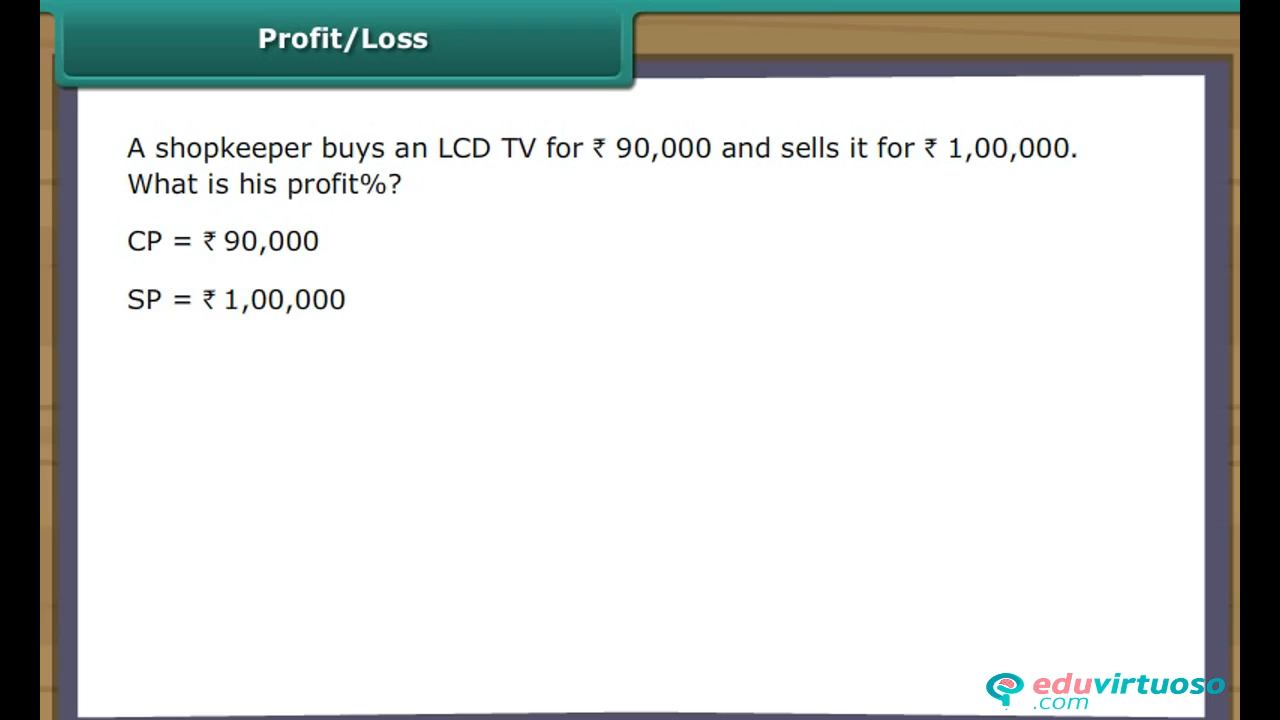 Profit/Loss
A shopkeeper buys an LCD TV for ₹ 90,000 and sells it for ₹ 1,00,000.
What is his profit%?
CP = ₹ 90,000
SP = ₹ 1,00,000
eduvirtuoso
.com